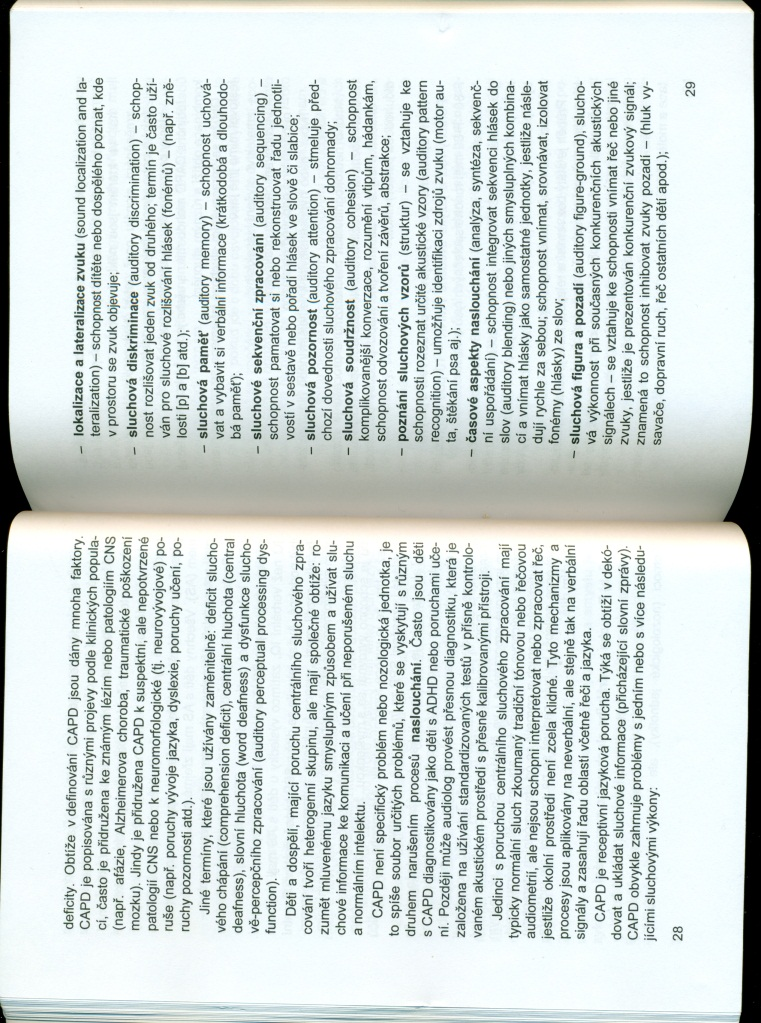 deficity. Obtíže v definování CAPD jsou dány mnoha faktory.
CAPD je popisována s různými projevy podle klinických popula-
cí, často je přidružena ke známým lézím nebo patologiím CNS
(např. afázie, Alzheimerova choroba, traumatické poškození
mozku). Jindy je přidružena CAPD k suspektní, ale nepotvrzené
patologii CNS nebo k neuromorfologické (tj. neurovývojové) po-
ruše (např. poruchy vývoje jazyka, dyslexie, poruchy učení, po-
ruchy pozornosti atd.).
Jiné termíny, které jsou užívány zaměnitelně: deficit slucho-
vého chápání (comprehension deficit), centrální hluchota (central
deafness), slovní hluchota (word deafness) a dysfunkce slucho-
vě-percepčního zpracování (auditory perceptual processing dys-
function).
Děti a dospělí, mající poruchu centrálního sluchového zpra-
cování tvoří heterogenní skupinu, ale mají společné obtíže: ro-
zumět mluvenému jazyku smysluplným způsobem a užívat slu-
chové informace ke komunikaci a učení při neporušeném sluchu
a normálním intelektu.
CAPD není specifický problém nebo nozologická jednotka, je
to spíše soubor určitých problémů, které se vyskytují s různým
druhem narušením procesů naslouchání. Často jsou děti
s CAPD diagnostikovány jako děti s ADHD nebo poruchami uče-
ní. Později může audiolog provést přesnou diagnostiku, která je
založena na užívání standardizovaných testů v přísně kontrolo-
vaném akustickém prostředí s přesně kalibrovanými přístroji.
Jedinci s poruchou centrálního sluchového zpracování mají
typicky normální sluch zkoumaný tradiční tónovou nebo řečovou
audiometrií, ale nejsou schopni interpretovat nebo zpracovat řeč,
jestliže okolní prostředí není zcela klidné. Tyto mechanizmy a
procesy jsou aplikovány na neverbální, ale stejně tak na verbální
signály a zasahují řadu oblastí včetně řeči a jazyka.
CAPD je receptivní jazyková porucha. Týká se obtíží v dekó-
dovat a ukládat sluchové informace (přicházející slovní zprávy).
CAPD obvykle zahrnuje problémy s jedním nebo s více následu-
jícími sluchovými výkony:
28
– lokalizace a lateralizace zvuku (sound localization and la-
teralization) – schopnost dítěte nebo dospělého poznat, kde
v prostoru se zvuk objevuje;
– sluchová diskriminace (auditory discrimination) – schop-
nost rozlišovat jeden zvuk od druhého; termín je často uží-
ván pro sluchové rozlišování hlásek (fonémů) – (např. zně-
losti [p] a [b] atd.);
– sluchová paměť (auditory memory) – schopnost uchová-
vat a vybavit si verbální informace (krátkodobá a dlouhodo-
bá paměť);
– sluchové sekvenční zpracování (auditory sequencing) –
schopnost pamatovat si nebo rekonstruovat řadu jednotli-
vostí v sestavě nebo pořadí hlásek ve slově či slabice;
– sluchová pozornost (auditory attention) – stmeluje před-
chozí dovednosti sluchového zpracování dohromady;
– sluchová soudržnost (auditory cohesion) – schopnost
komplikovanější konverzace, rozumění vtipům, hádankám,
schopnost odvozování a tvoření závěrů, abstrakce;
– poznání sluchových vzorů (struktur) – se vztahuje ke
schopnosti rozeznat určité akustické vzory (auditory pattern
recognition) – umožňuje identifikaci zdrojů zvuku (motor au-
ta, štěkání psa aj.);
– časové aspekty naslouchání (analýza, syntéza, sekvenč-
ní uspořádání) – schopnost integrovat sekvenci hlásek do
slov (auditory blending) nebo jiných smysluplných kombina-
cí a vnímat hlásky jako samostatné jednotky, jestliže násle-
dují rychle za sebou; schopnost vnímat, srovnávat, izolovat
fonémy (hlásky) ze slov;
– sluchová figura a pozadí (auditory figure-ground), slucho-
vá výkonnost při současných konkurenčních akustických
signálech – se vztahuje ke schopnosti vnímat řeč nebo jiné
zvuky, jestliže je prezentován konkurenční zvukový signál;
znamená to schopnost inhibovat zvuky pozadí – (hluk vy-
savače, dopravní ruch, řeč ostatních dětí apod.);
29